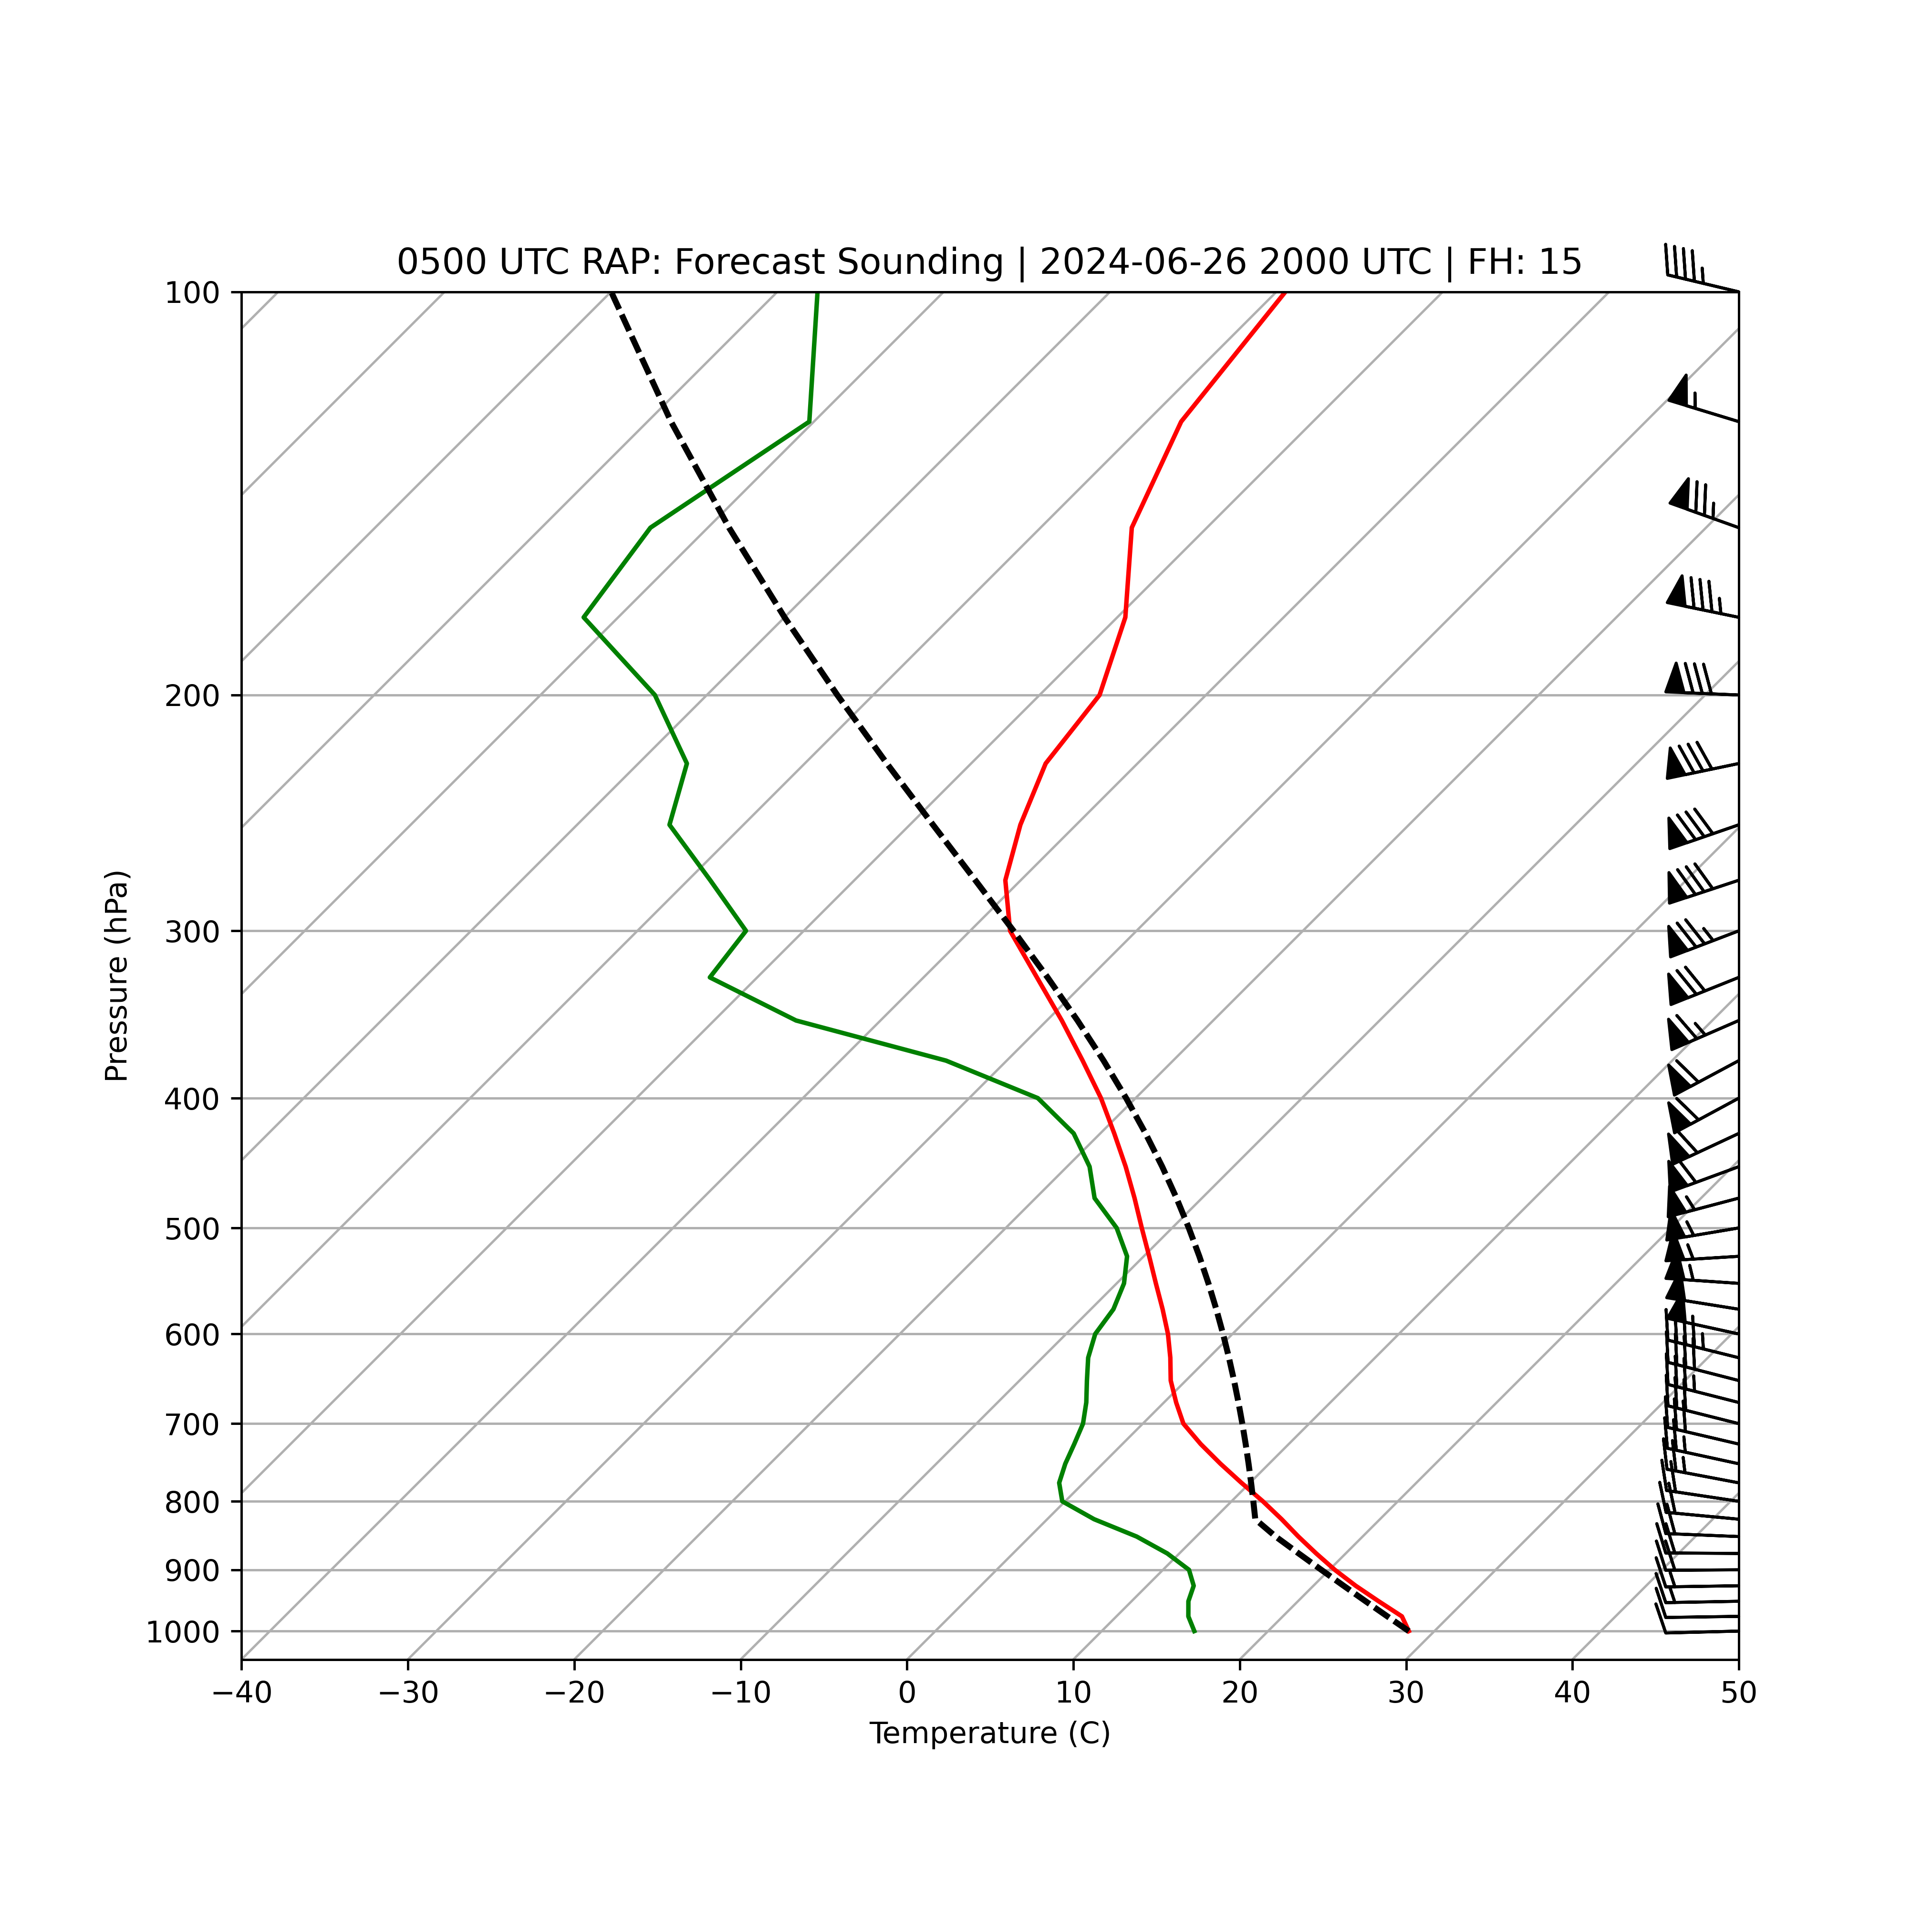 0500 UTC RAP: Forecast Sounding | 2024-06-26 2000 UTC | FH: 15
100
200
300
400
500
600
700
800
900
1000
Pressure (hPa)
−40 −30 −20 −10 0 10 20 30 40 50
Temperature (C)